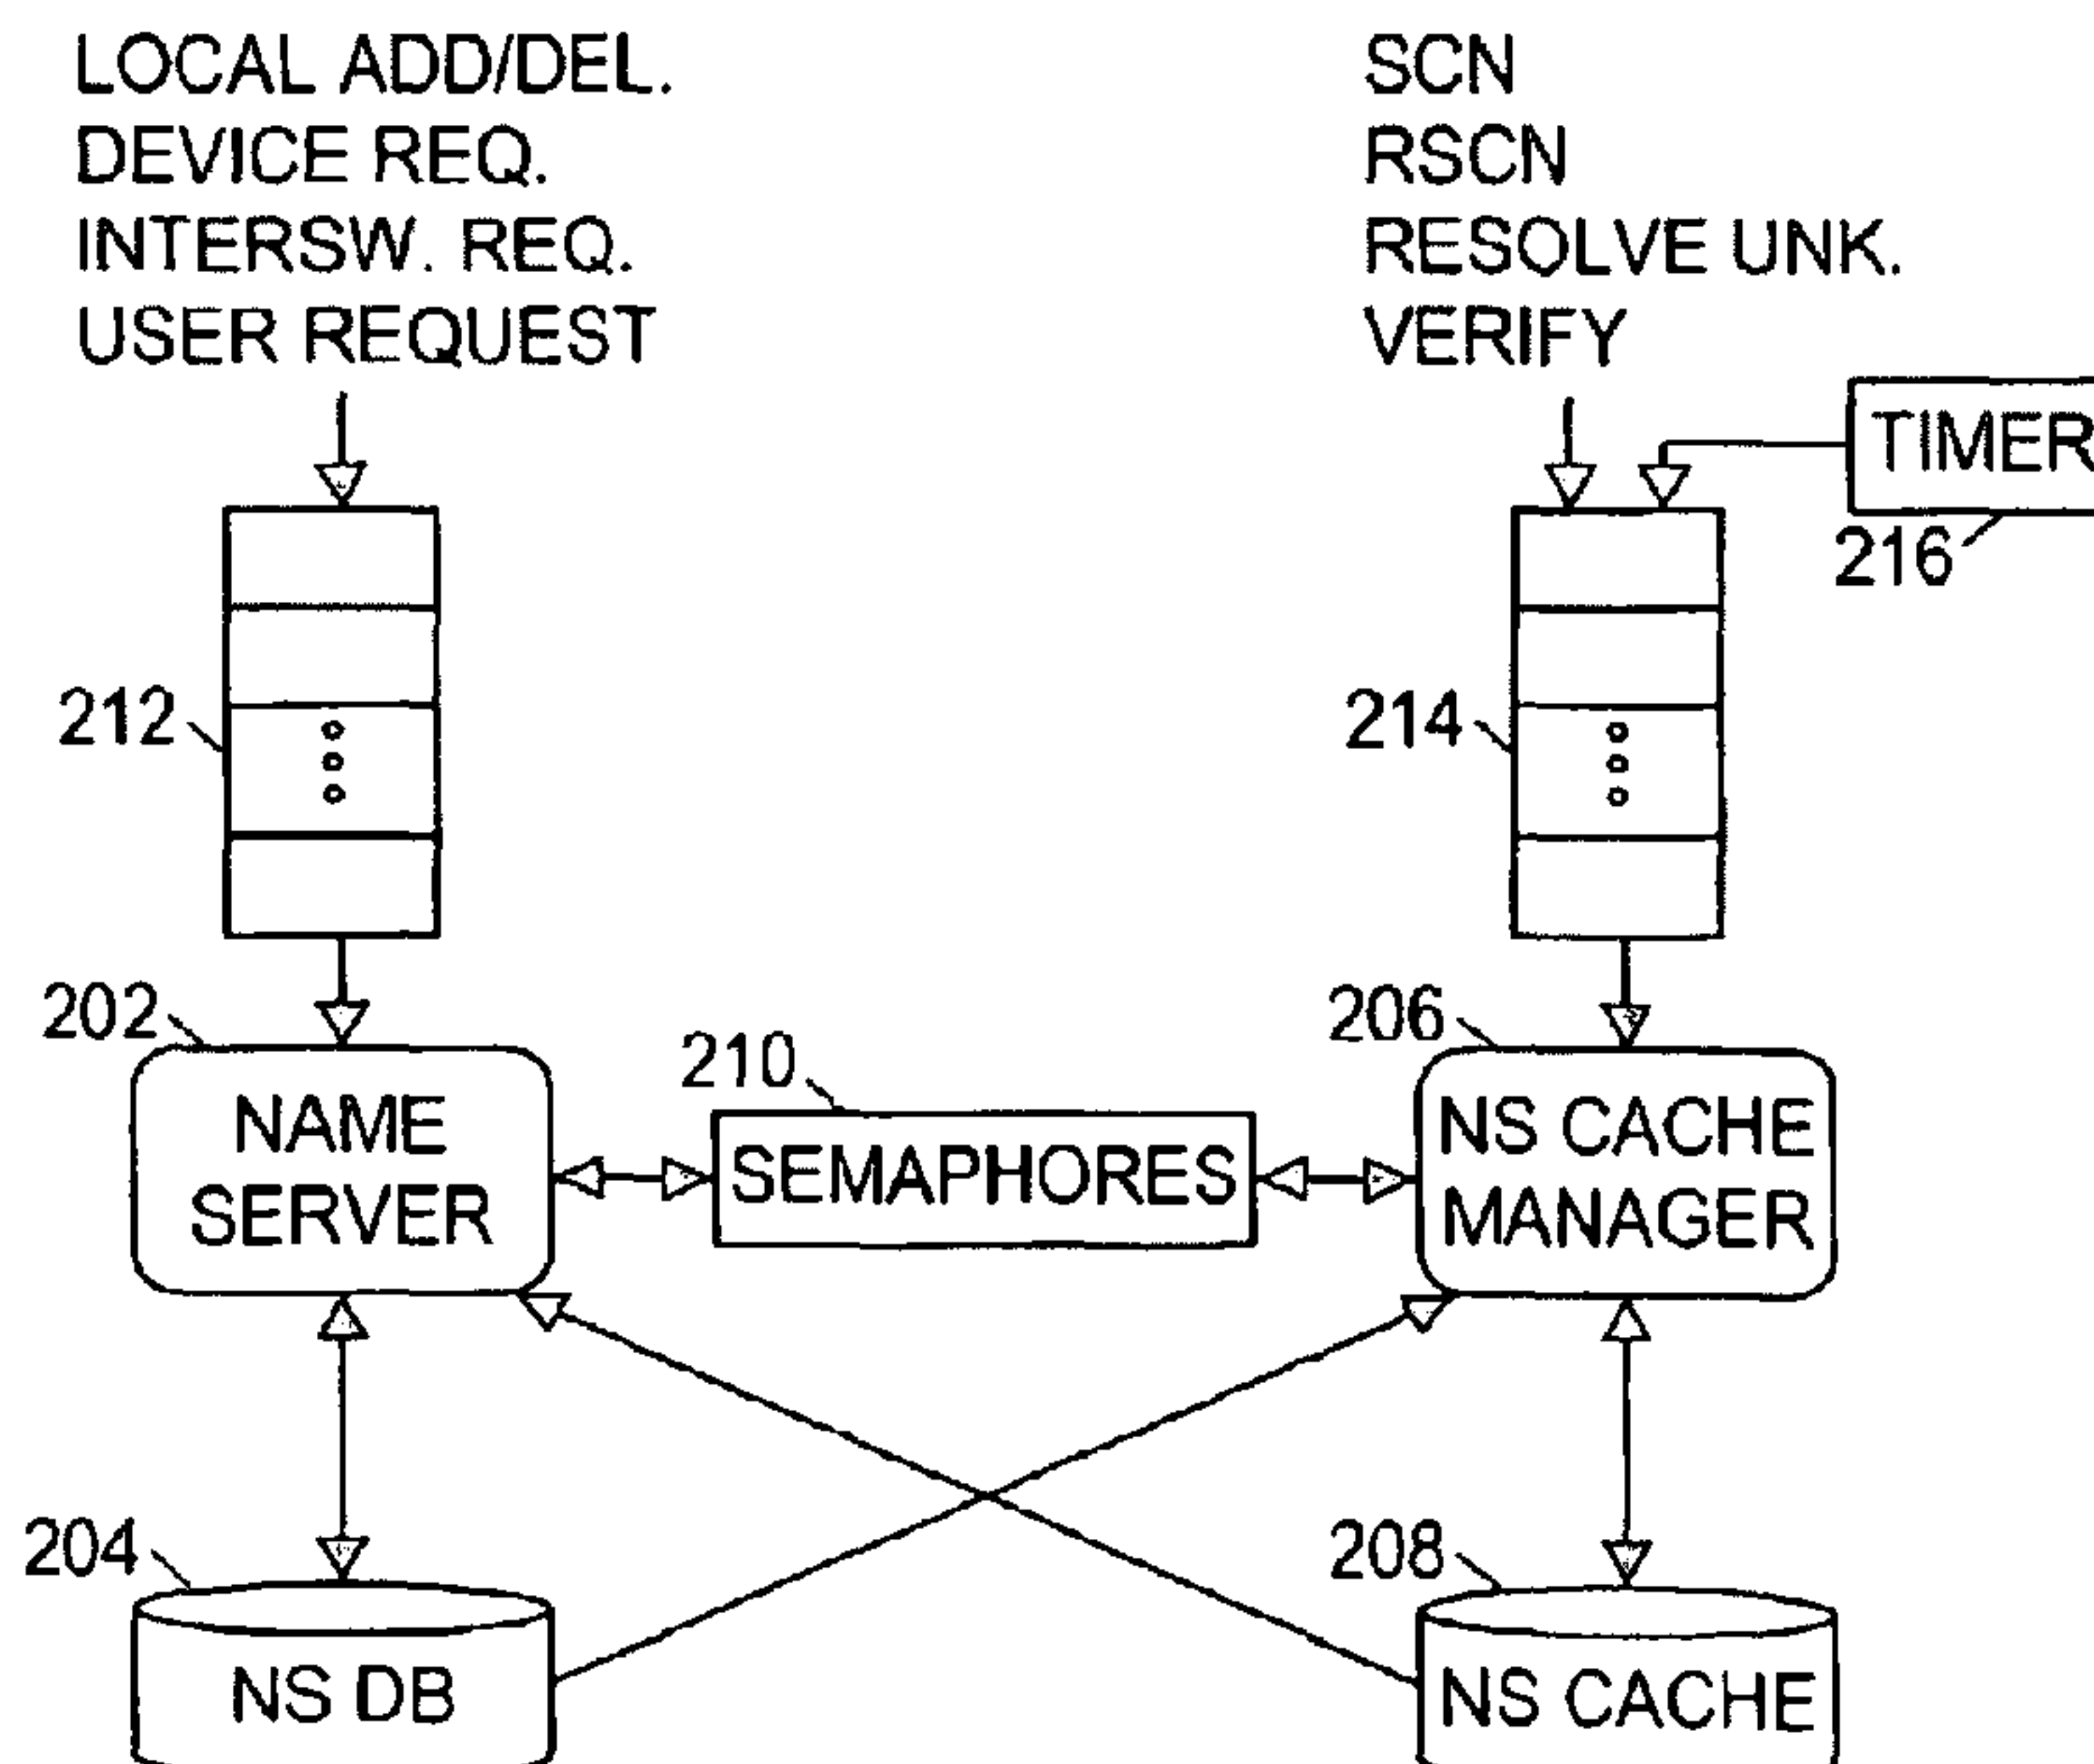 LOCAL ADD/DEL.
DEVICE REQ.
INTERSW. REQ.
USER REQUEST
SCN
RSCN
RESOLVE UNK.
VERIFY
TIMER
216
212
214
202
206
210
NAME
SERVER
SEMAPHORES
NS CACHE
MANAGER
204
208
NS DB
NS CACHE